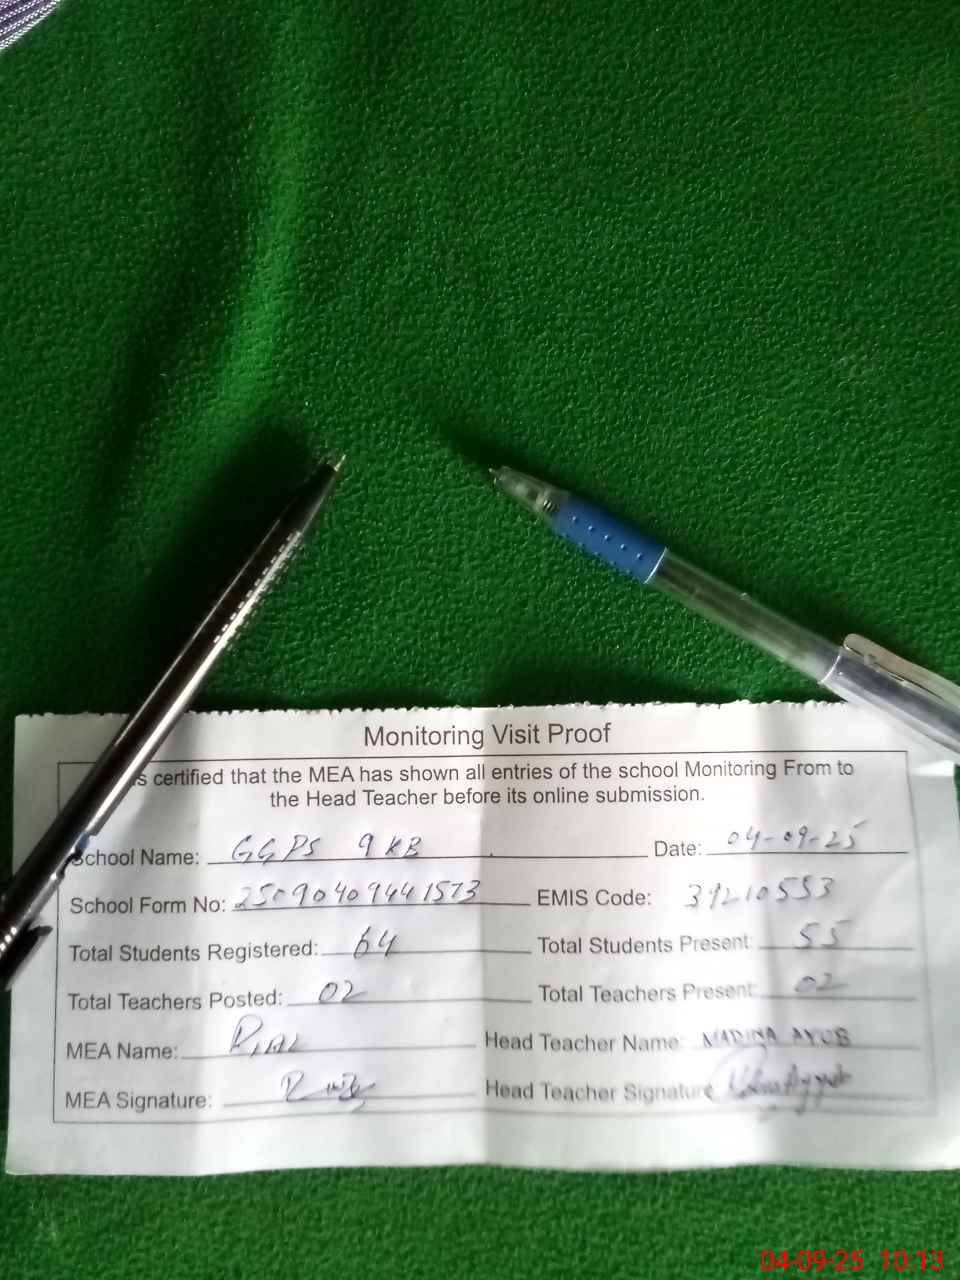 Monitoring Visit Proof
is certified that the MEA has shown all entries of the school Monitoring From to
the Head Teacher before its online submission.
School Name: GGPS 9 KB Date: 04-09-25
School Form No: 25090409441573 EMIS Code: 39210553
Total Students Registered: 64 Total Students Present: 55
Total Teachers Posted: 02 Total Teachers Present: 02
MEA Name: Head Teacher Name: MADINA AYUB
MEA Signature: Head Teacher Signature
04-09-25 10:13